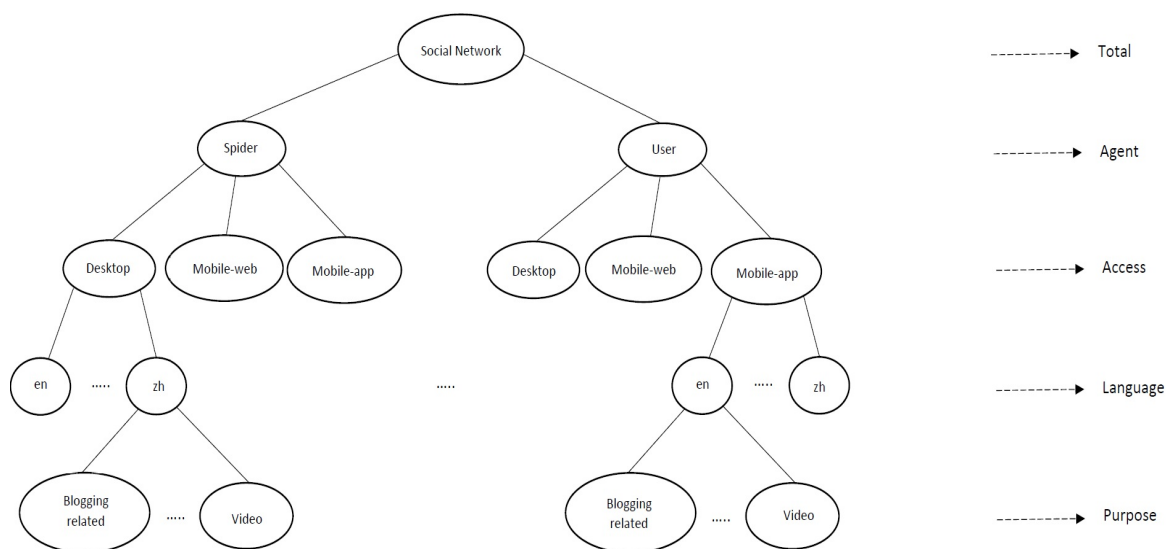 Social Network
Total
Spider
User
Agent
Desktop
Mobile-web
Mobile-app
Desktop
Mobile-web
Mobile-app
Access
en
.....
zh
.....
en
.....
zh
Language
Blogging
related
.....
Video
Blogging
related
.....
Video
Purpose